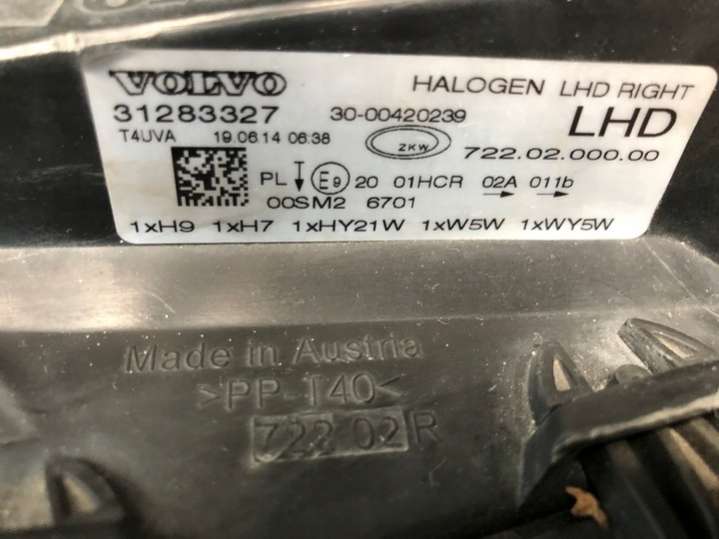 VOLVO HALOGEN LHD RIGHT
31283327 30-00420239 LHD
T4UVA 19.06.14 06:38 ZKW 722.02.000.00
PL E9 20 01HCR 02A 011b
00SM2 6701
1xH9 1xH7 1xHY21W 1xW5W 1xWY5W
Made in Austria
>PP T40<
722 02 R